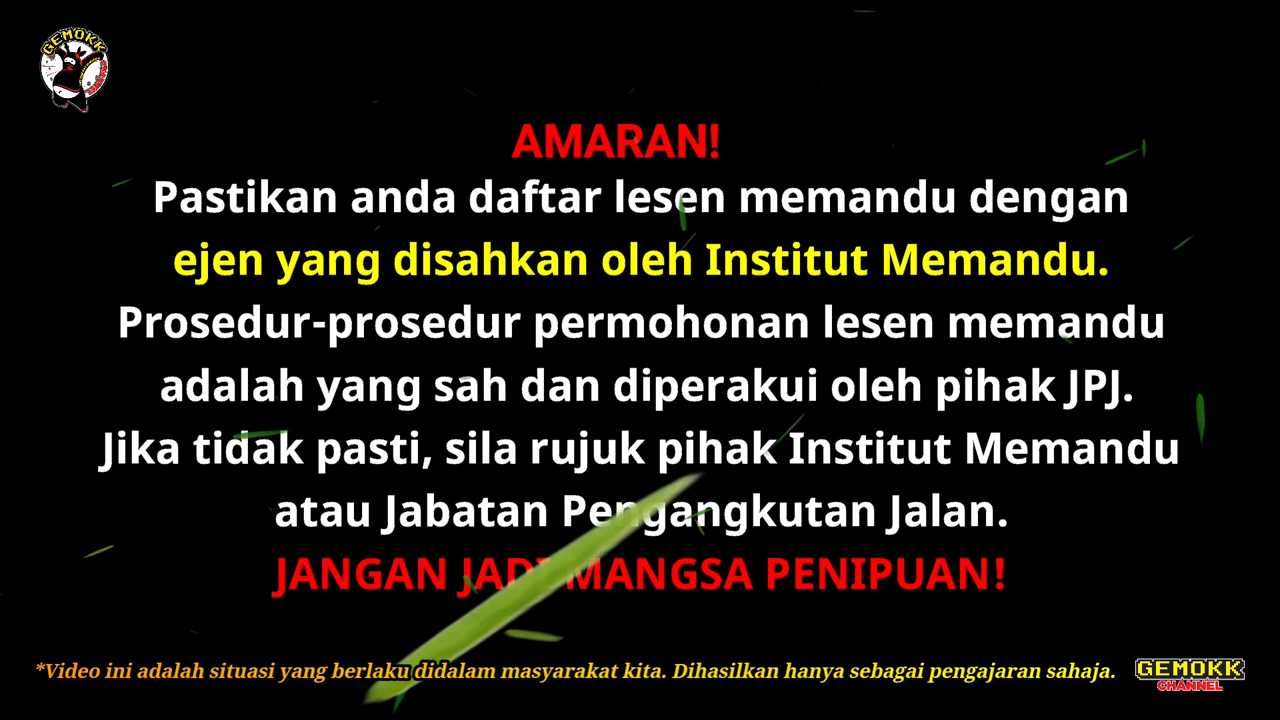 GEMOKK
AMARAN!
Pastikan anda daftar lesen memandu dengan
ejen yang disahkan oleh Institut Memandu.
Prosedur-prosedur permohonan lesen memandu
adalah yang sah dan diperakui oleh pihak JPJ.
Jika tidak pasti, sila rujuk pihak Institut Memandu
atau Jabatan Pengangkutan Jalan.
JANGAN JADI MANGSA PENIPUAN!
*Video ini adalah situasi yang berlaku didalam masyarakat kita. Dihasilkan hanya sebagai pengajaran sahaja.
GEMOKK
CHANNEL